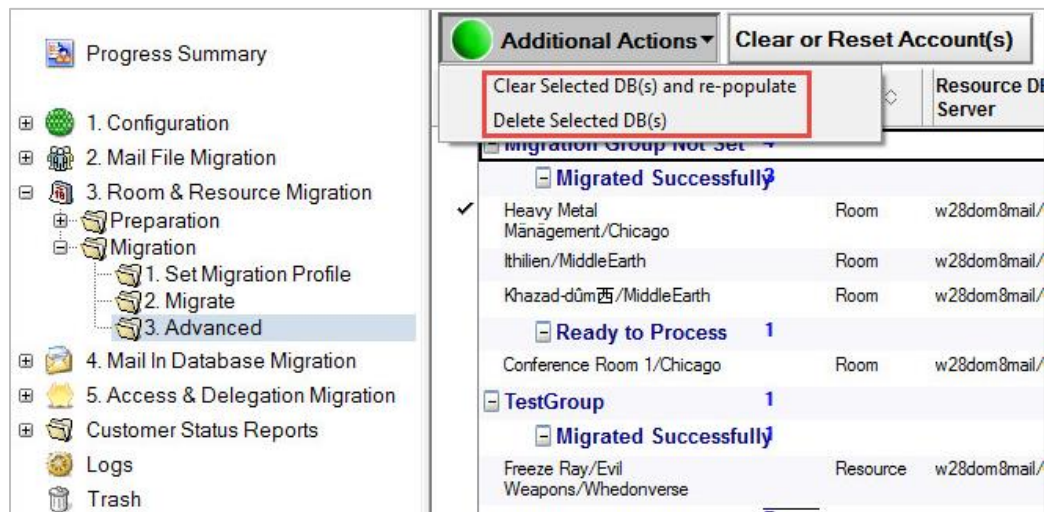 Progress Summary
1. Configuration
2. Mail File Migration
3. Room & Resource Migration
Preparation
Migration
1. Set Migration Profile
2. Migrate
3. Advanced
4. Mail In Database Migration
5. Access & Delegation Migration
Customer Status Reports
Logs
Trash
Additional Actions Clear or Reset Account(s)
Clear Selected DB(s) and re-populate
Delete Selected DB(s)
Resource DB
Server
Migration Group Not Set 4
Migrated Successfully 3
Heavy Metal Room w28dom8mail/
Mänägement/Chicago
Ithilien/MiddleEarth Room w28dom8mail/
Khazad-dûm西/MiddleEarth Room w28dom8mail/
Ready to Process 1
Conference Room 1/Chicago Room w28dom8mail/
TestGroup 1
Migrated Successfully 1
Freeze Ray/Evil Resource w28dom8mail/
Weapons/Whedonverse